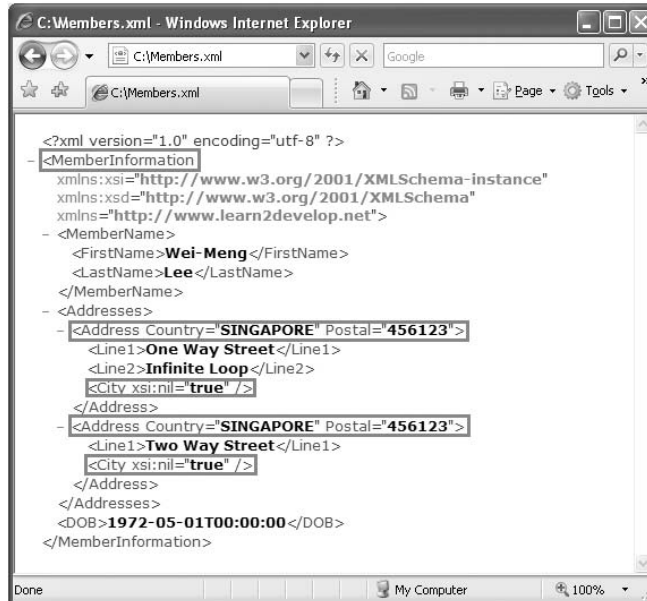 C:\Members.xml - Windows Internet Explorer
C:\Members.xml
Google
C:\Members.xml
Page
Tools
<?xml version="1.0" encoding="utf-8" ?>
- <MemberInformation
xmlns:xsi="http://www.w3.org/2001/XMLSchema-instance"
xmlns:xsd="http://www.w3.org/2001/XMLSchema"
xmlns="http://www.learn2develop.net">
- <MemberName>
<FirstName>Wei-Meng</FirstName>
<LastName>Lee</LastName>
</MemberName>
- <Addresses>
- <Address Country="SINGAPORE" Postal="456123">
<Line1>One Way Street</Line1>
<Line2>Infinite Loop</Line2>
<City xsi:nil="true" />
</Address>
- <Address Country="SINGAPORE" Postal="456123">
<Line1>Two Way Street</Line1>
<City xsi:nil="true" />
</Address>
</Addresses>
<DOB>1972-05-01T00:00:00</DOB>
</MemberInformation>
Done
My Computer
100%